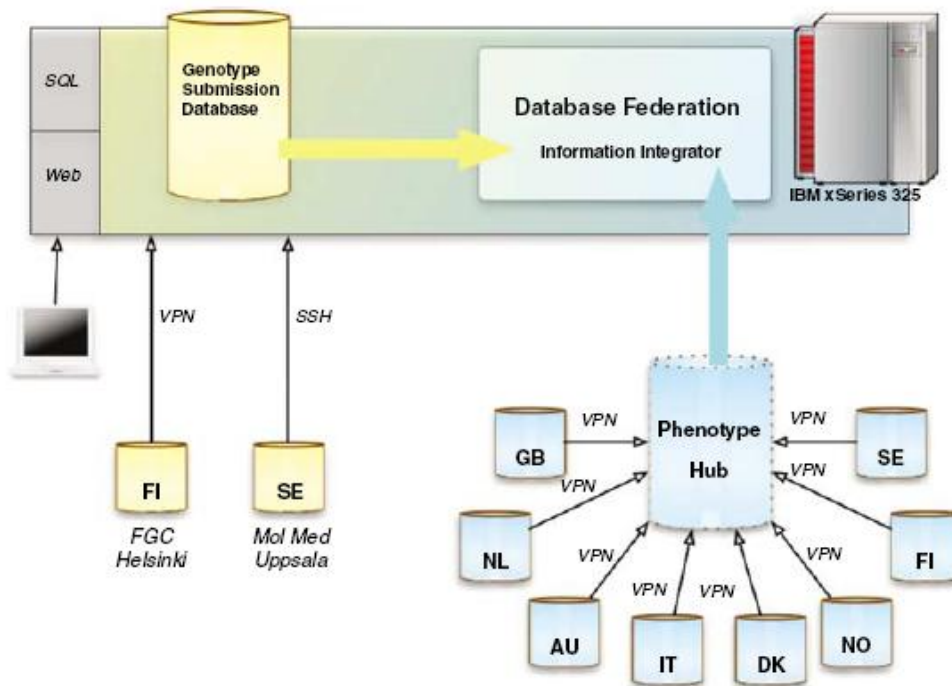 SQL
Web
Genotype
Submission
Database
Database Federation
Information Integrator
IBM xSeries 325
VPN
SSH
FI
FGC
Helsinki
SE
Mol Med
Uppsala
Phenotype
Hub
GB
VPN
VPN
SE
NL
VPN
VPN
FI
AU
VPN
VPN
IT
VPN
DK
VPN
NO